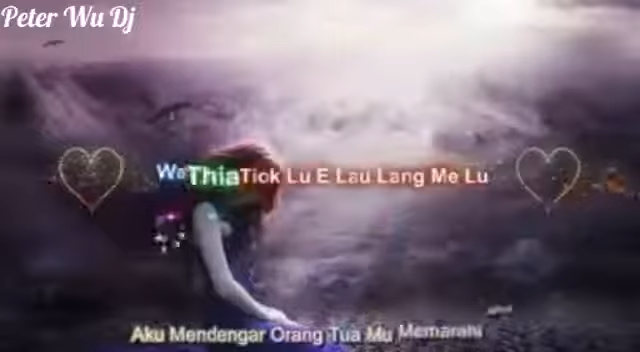 Peter Wu Dj
Wa Thia Tiok Lu E Lau Lang Me Lu
Aku Mendengar Orang Tua Mu Memarahi